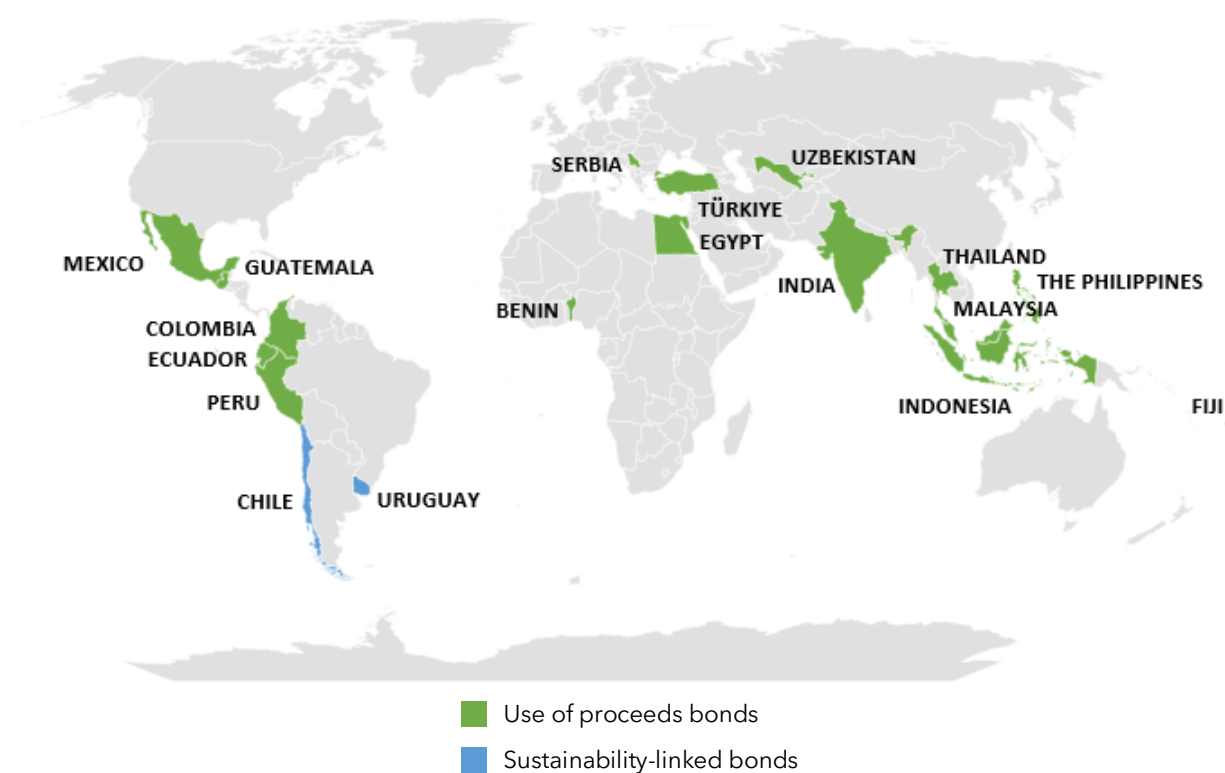 SERBIA
UZBEKISTAN
TÜRKIYE
EGYPT
MEXICO
GUATEMALA
THAILAND
THE PHILIPPINES
INDIA
BENIN
MALAYSIA
COLOMBIA
ECUADOR
PERU
INDONESIA
FIJI
CHILE
URUGUAY
Use of proceeds bonds
Sustainability-linked bonds